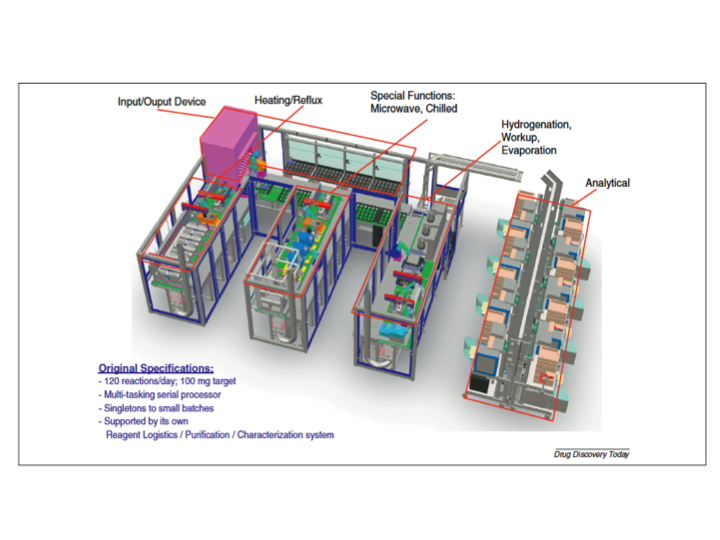 Input/Ouput Device
Heating/Reflux
Special Functions:
Microwave, Chilled
Hydrogenation,
Workup,
Evaporation
Analytical
Original Specifications:
- 120 reactions/day; 100 mg target
- Multi-tasking serial processor
- Singletons to small batches
- Supported by its own
Reagent Logistics / Purification / Characterization system
Drug Discovery Today